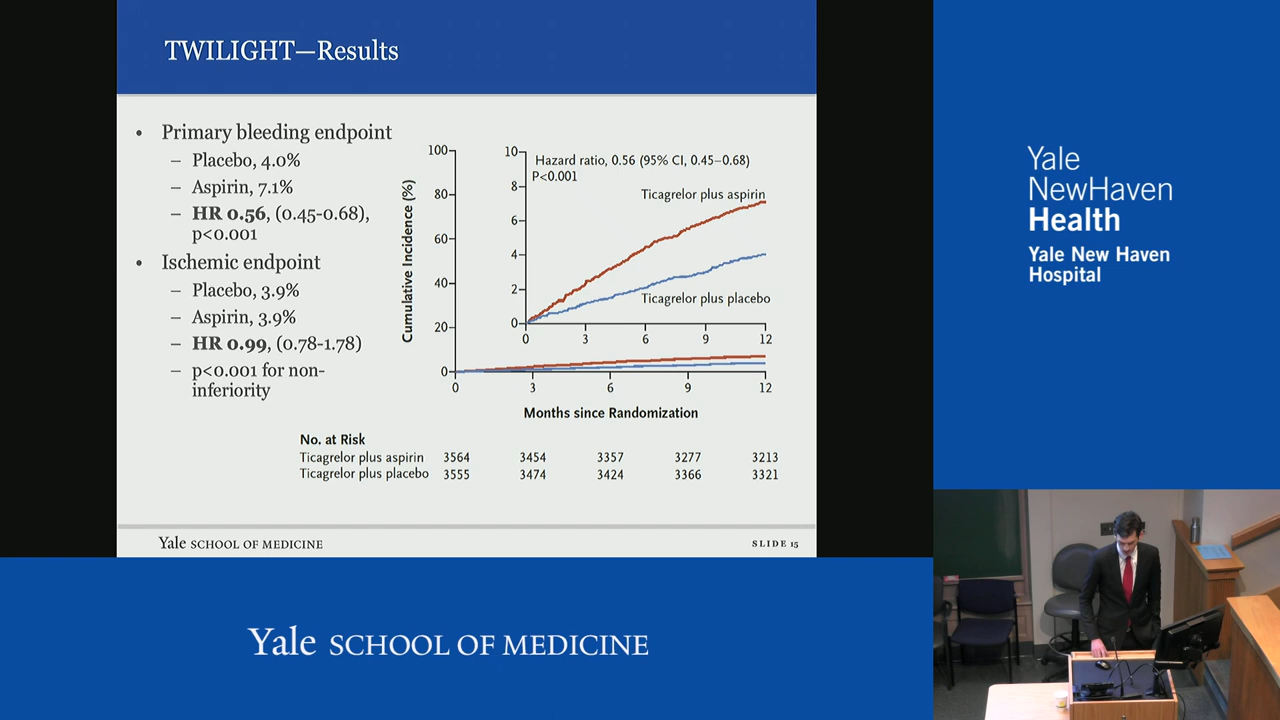 TWILIGHT—Results
• Primary bleeding endpoint
– Placebo, 4.0%
– Aspirin, 7.1%
– HR 0.56, (0.45-0.68),
p<0.001
• Ischemic endpoint
– Placebo, 3.9%
– Aspirin, 3.9%
– HR 0.99, (0.78-1.78)
– p<0.001 for non-
inferiority
Cumulative Incidence (%)
100
80
60
40
20
0
10
8
6
4
2
0
Hazard ratio, 0.56 (95% CI, 0.45–0.68)
P<0.001
Ticagrelor plus aspirin
Ticagrelor plus placebo
0 3 6 9 12
0 3 6 9 12
Months since Randomization
No. at Risk
Ticagrelor plus aspirin 3564 3454 3357 3277 3213
Ticagrelor plus placebo 3555 3474 3424 3366 3321
Yale SCHOOL OF MEDICINE
SLIDE 15
Yale
NewHaven
Health
Yale New Haven
Hospital
Yale SCHOOL OF MEDICINE